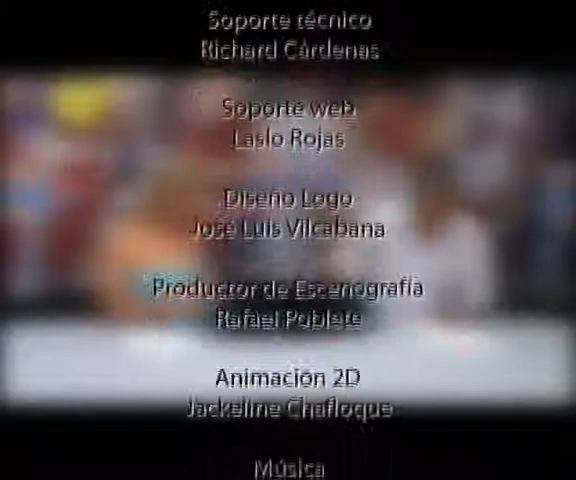 Soporte técnico
Richard Cárdenas
Soporte web
Laslo Rojas
Diseño Logo
José Luis Vilcabana
Productor de Escenografía
Rafael Poblete
Animación 2D
Jackeline Chafloque
Música